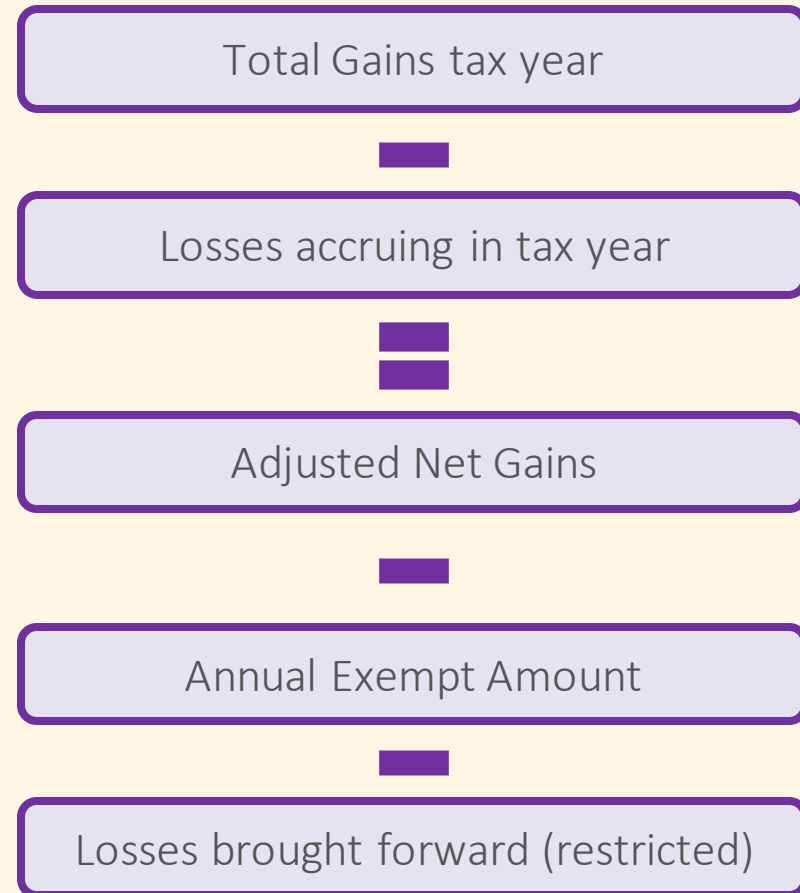 Total Gains tax year
Losses accruing in tax year
Adjusted Net Gains
Annual Exempt Amount
Losses brought forward (restricted)